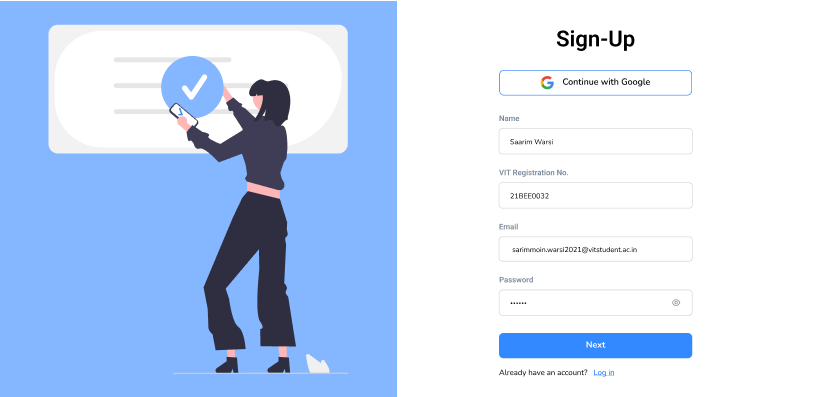 Sign-Up
Continue with Google
Name
Saarim Warsi
VIT Registration No.
21BEE0032
Email
sarimmoin.warsi2021@vitstudent.ac.in
Password
••••••
Next
Already have an account? Log in